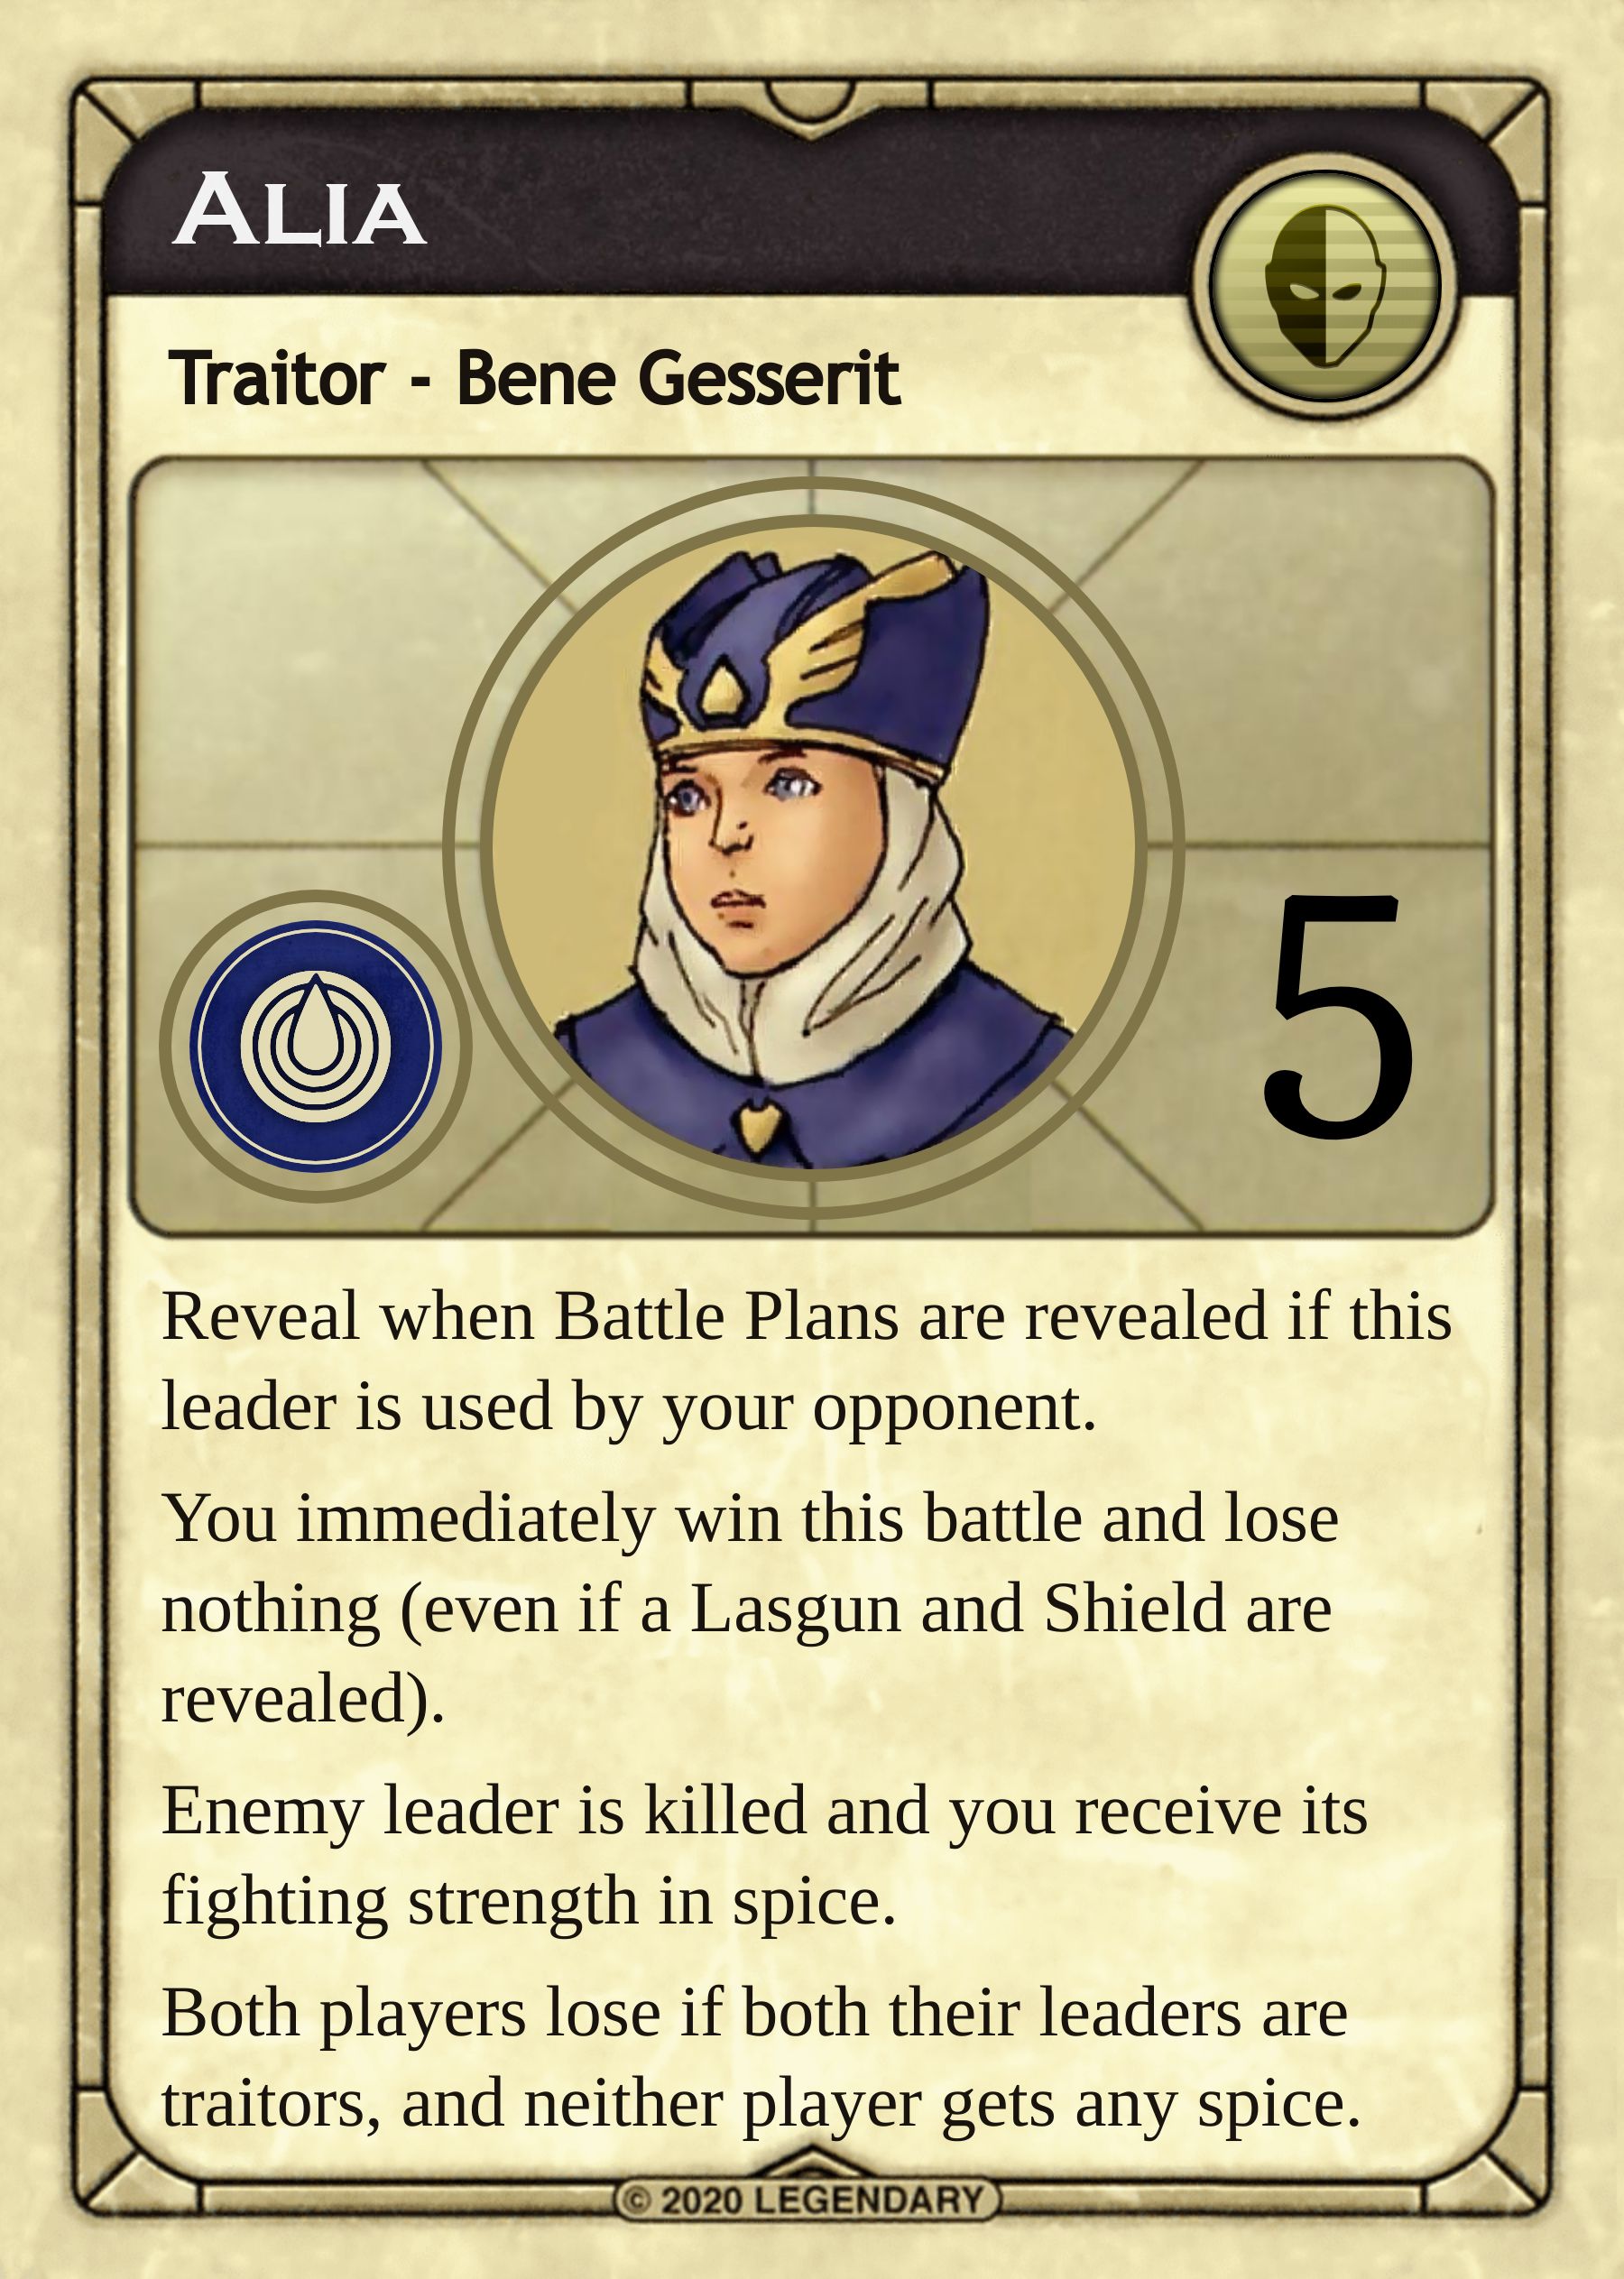 Alia
Traitor - Bene Gesserit
5
Reveal when Battle Plans are revealed if this
leader is used by your opponent.
You immediately win this battle and lose
nothing (even if a Lasgun and Shield are
revealed).
Enemy leader is killed and you receive its
fighting strength in spice.
Both players lose if both their leaders are
traitors, and neither player gets any spice.
© 2020 LEGENDARY